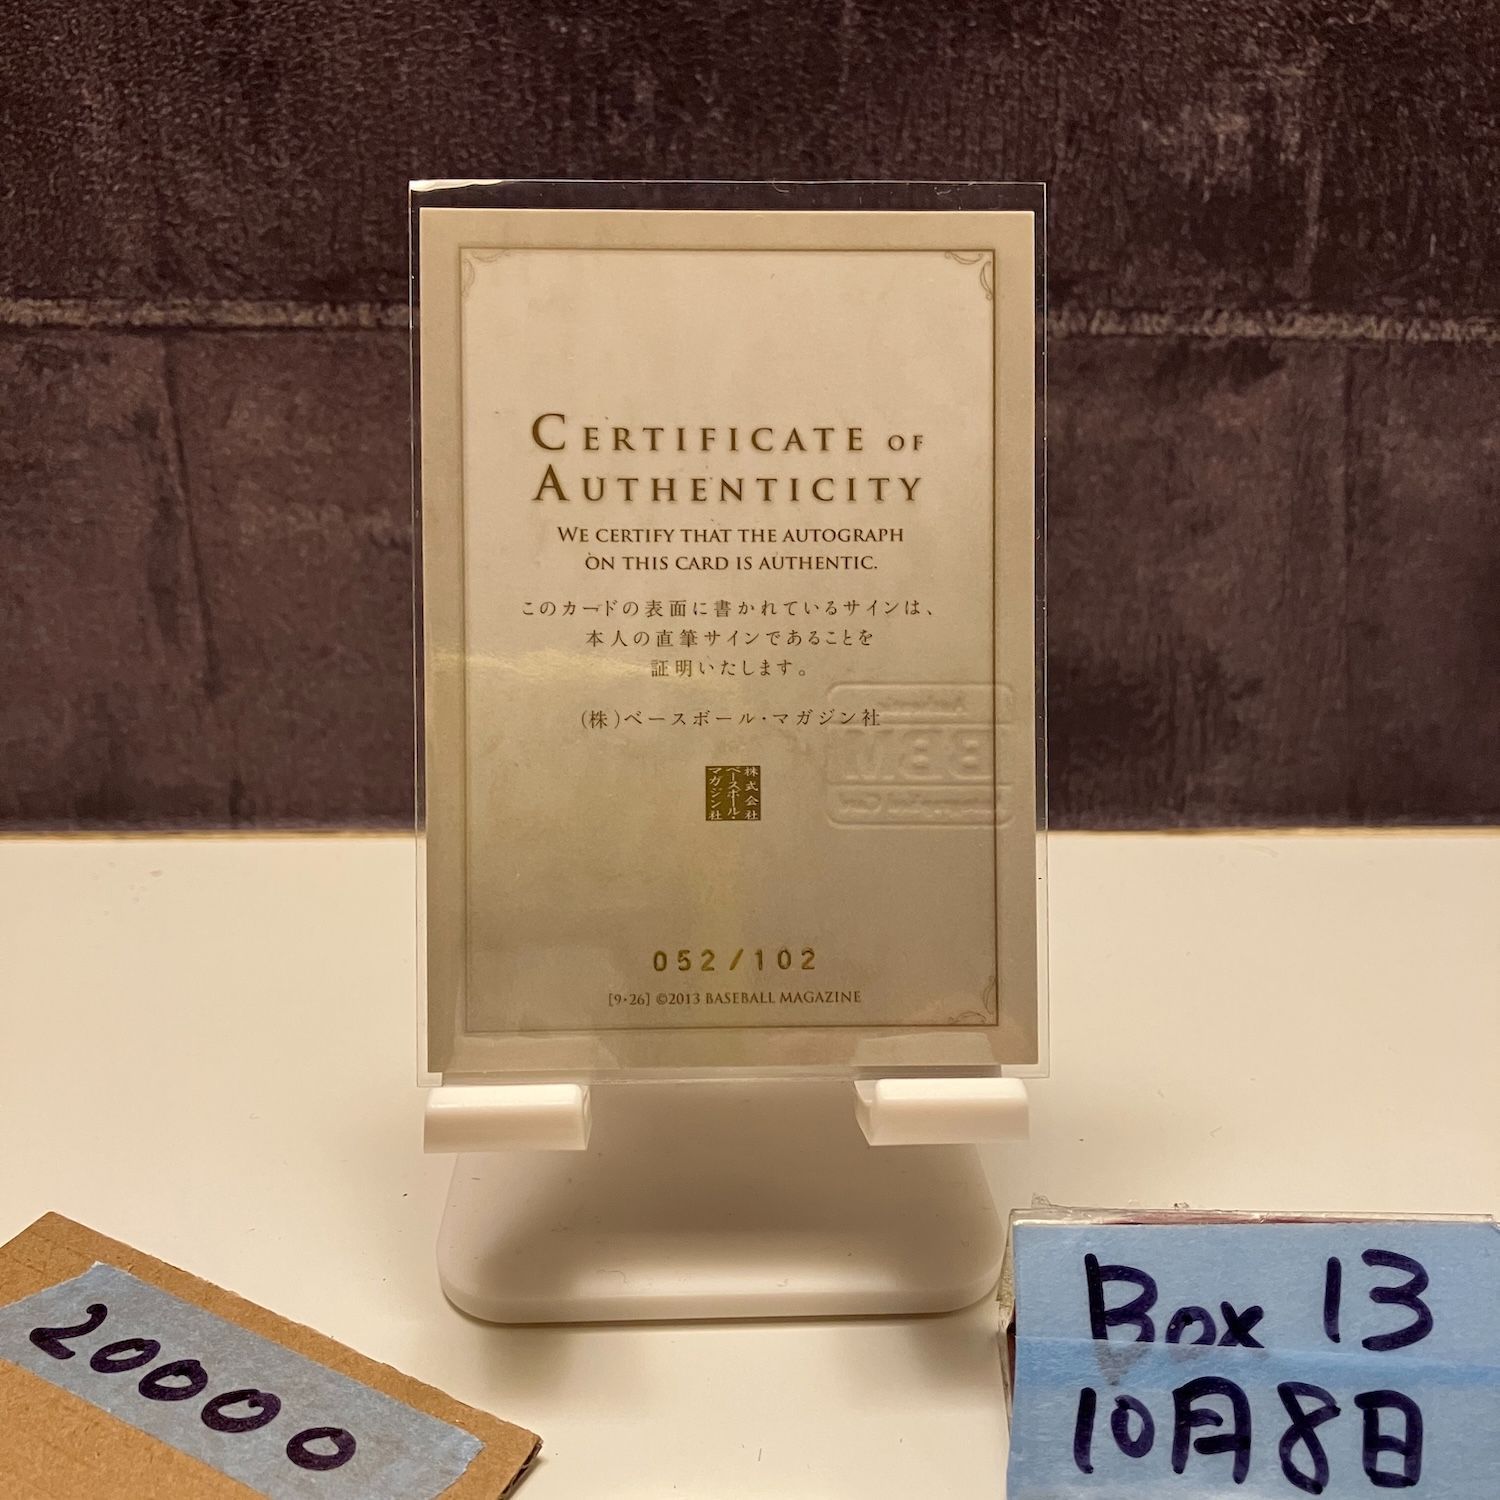 CERTIFICATE OF
AUTHENTICITY
WE CERTIFY THAT THE AUTOGRAPH
ON THIS CARD IS AUTHENTIC.
このカードの表面に書かれているサインは、
本人の直筆サインであることを
証明いたします。
(株)ベースボール・マガジン社
株式会社
ベースボール・
マガジン社
BBM
052/102
[9・26] ©2013 BASEBALL MAGAZINE
20000
Box 13
10月8日